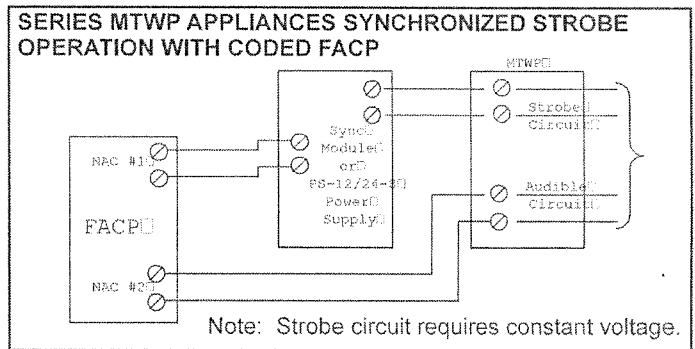 SERIES MTWP APPLIANCES SYNCHRONIZED STROBE
OPERATION WITH CODED FACP
MTWP
Strobe
Circuit
Sync
Module
or
PS-12/24-8
Power
Supply
NAC #1
Audible
Circuit
FACP
NAC #2
Note: Strobe circuit requires constant voltage.